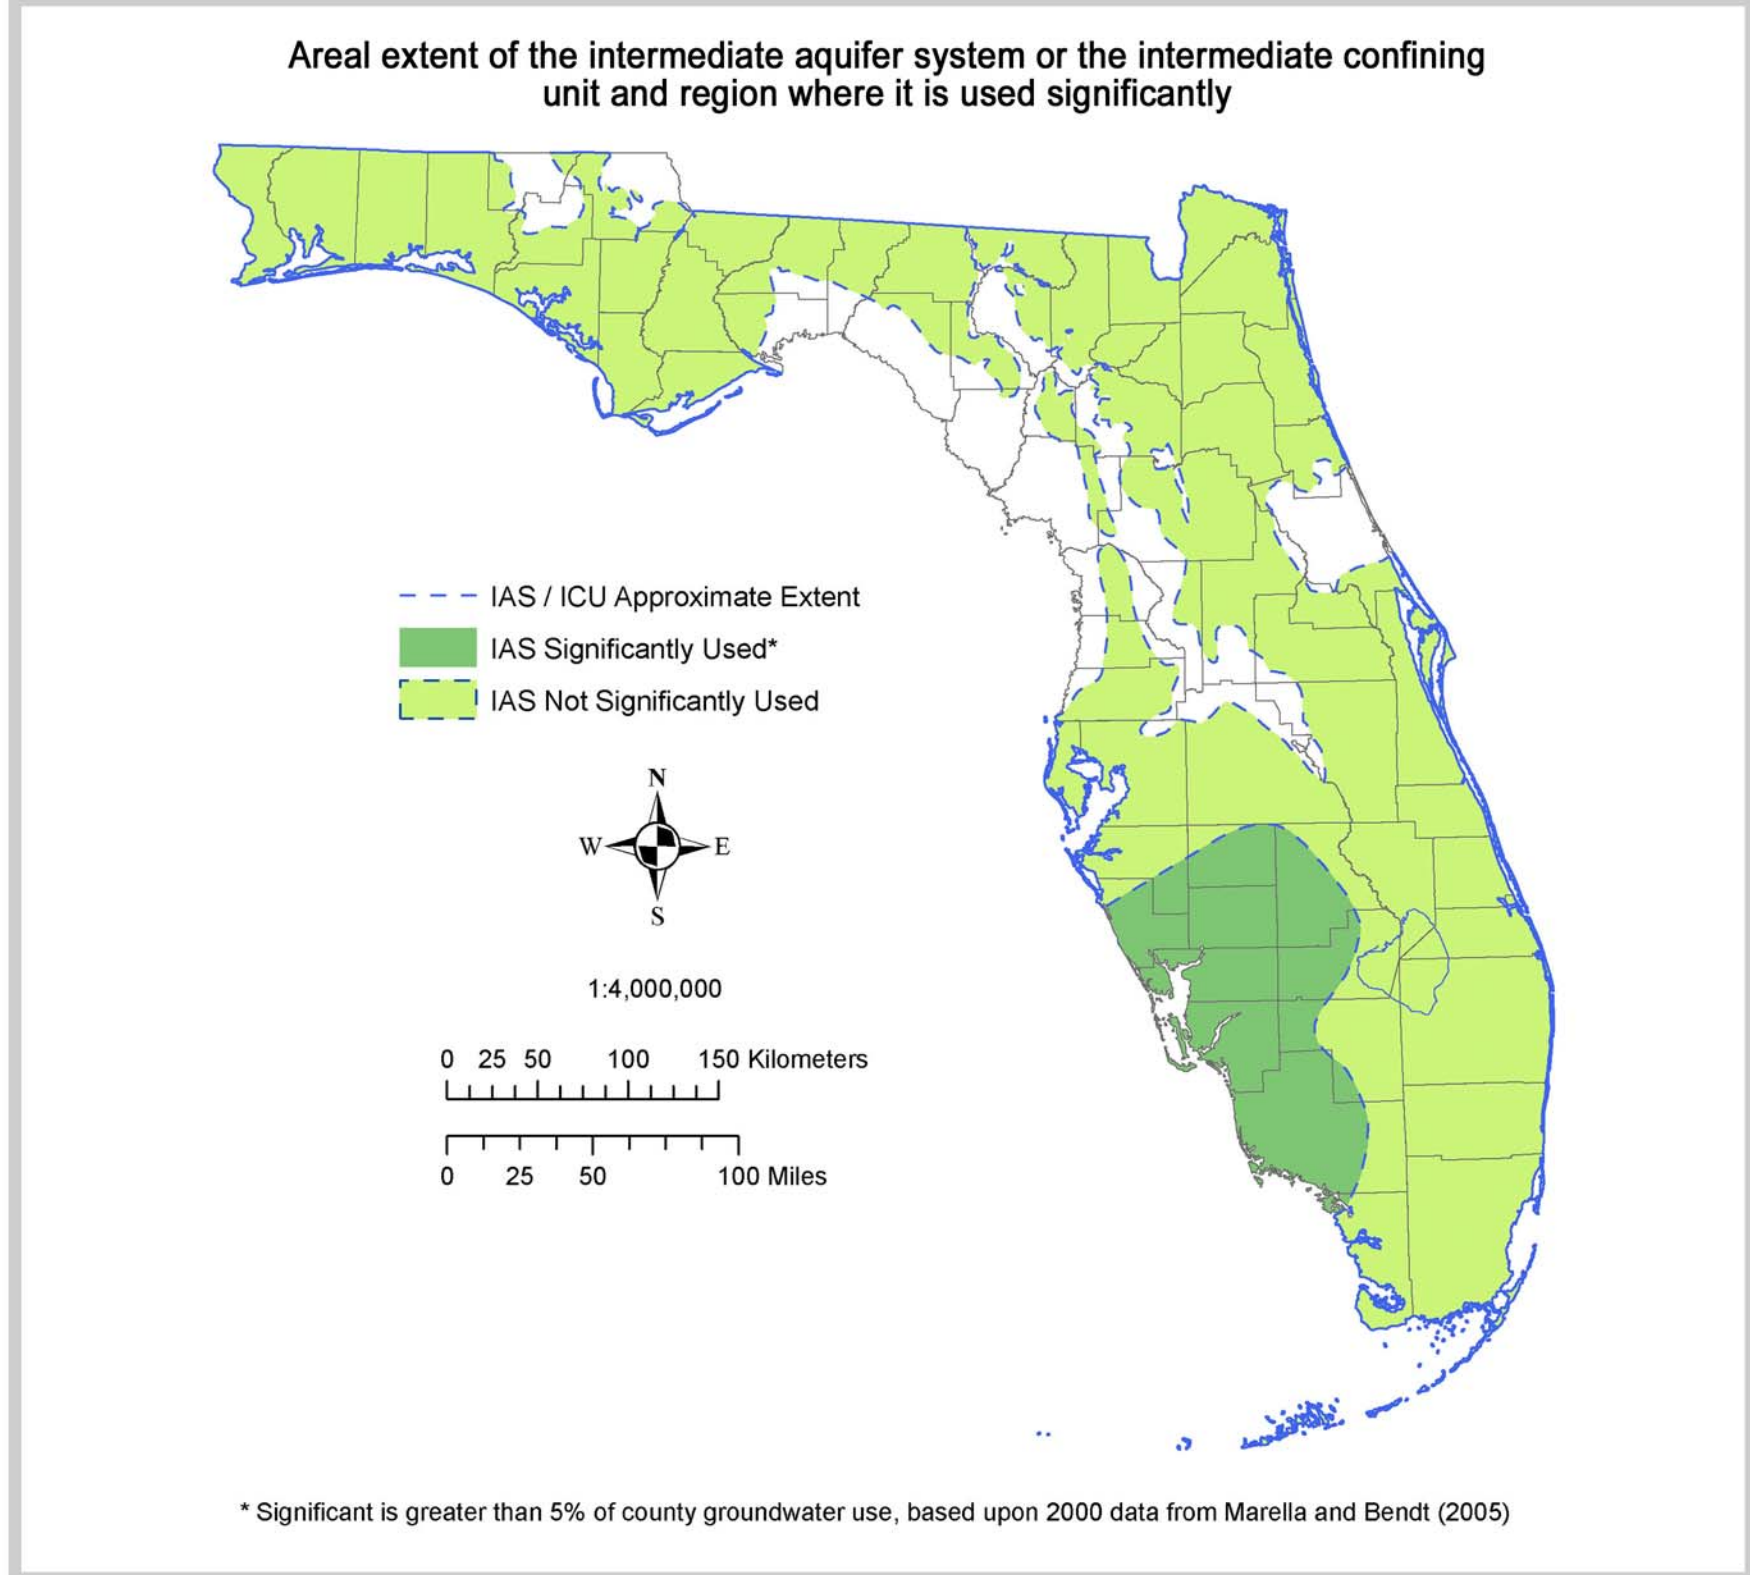 Areal extent of the intermediate aquifer system or the intermediate confining
unit and region where it is used significantly
IAS / ICU Approximate Extent
IAS Significantly Used*
IAS Not Significantly Used
N
W E
S
1:4,000,000
0 25 50 100 150 Kilometers
0 25 50 100 Miles
* Significant is greater than 5% of county groundwater use, based upon 2000 data from Marella and Bendt (2005)